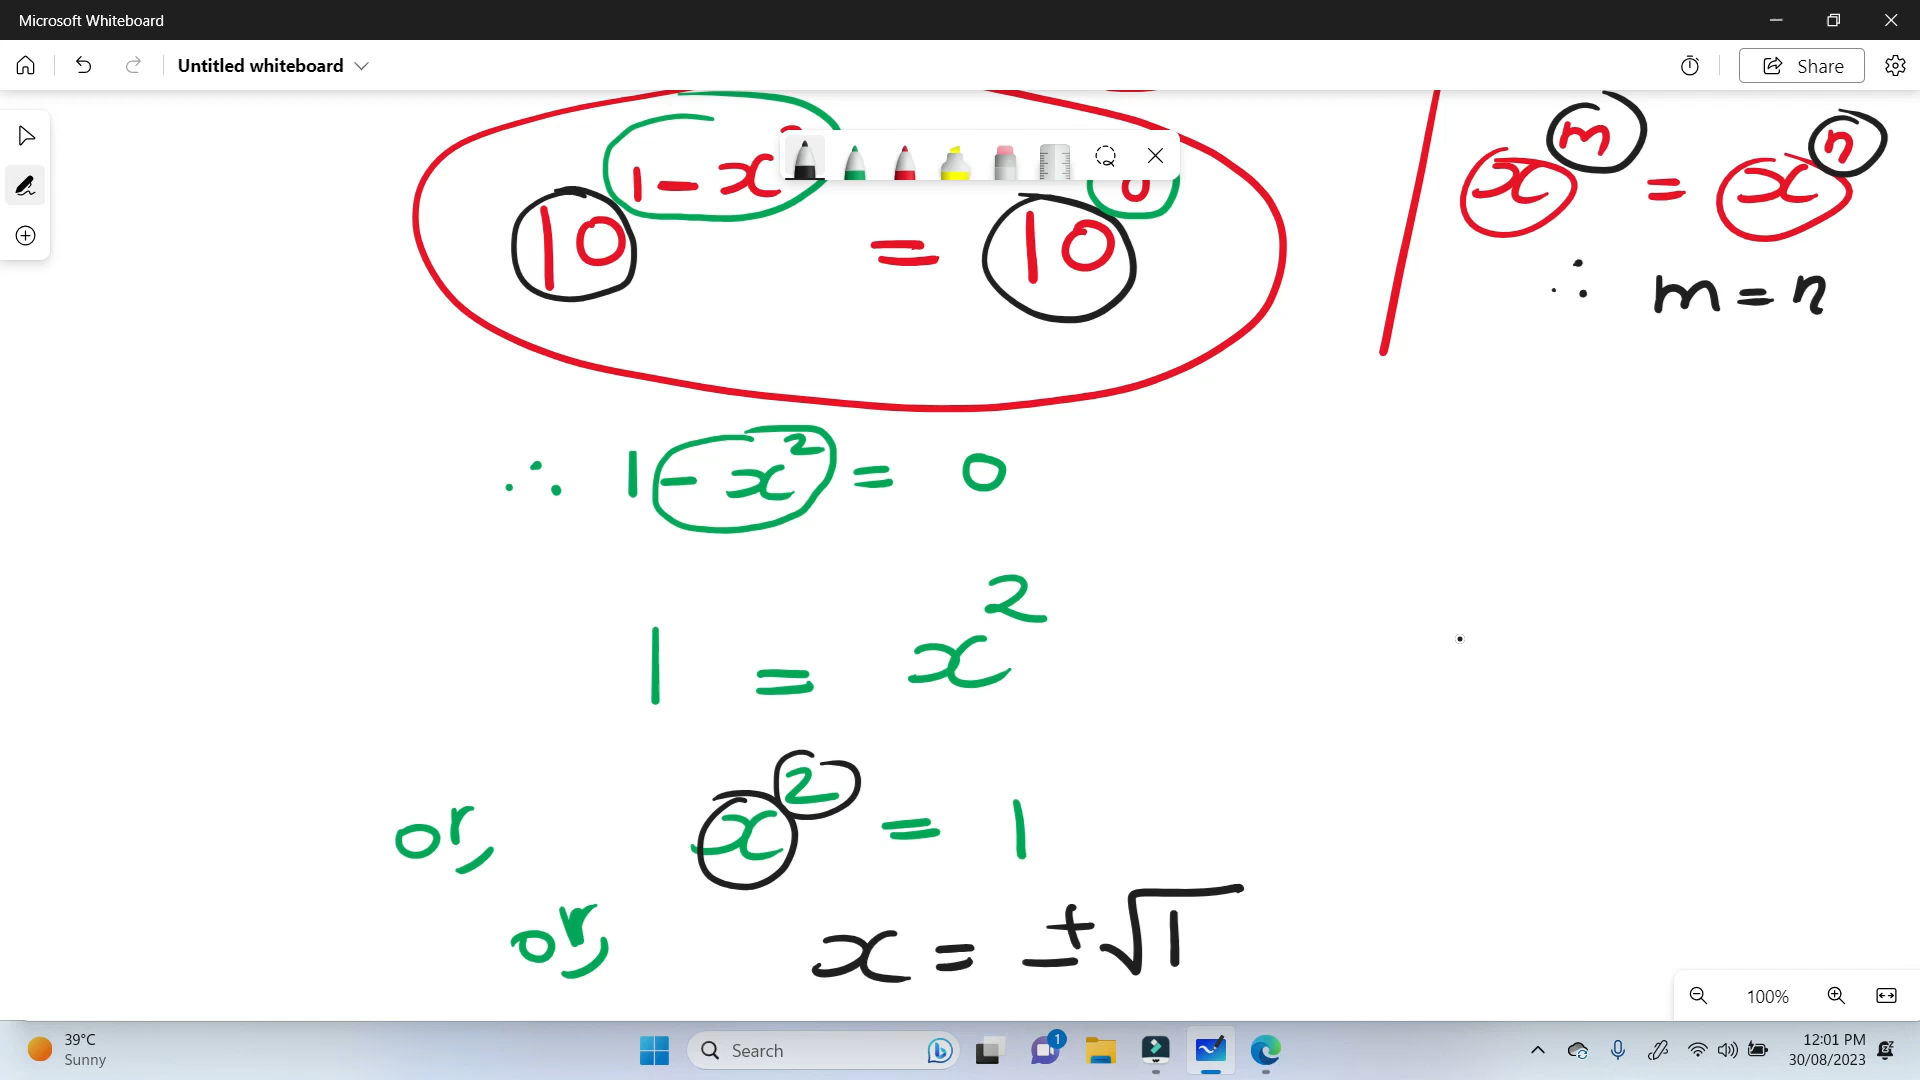 Microsoft Whiteboard
Untitled whiteboard
Share
10^{1 - x} = 10^0
x^m = x^n
∴ m = n
∴ 1 - x² = 0
1 = x²
or, x² = 1
or, x = ±√1
100%
39°C
Sunny
Search
1
12:01 PM
30/08/2023